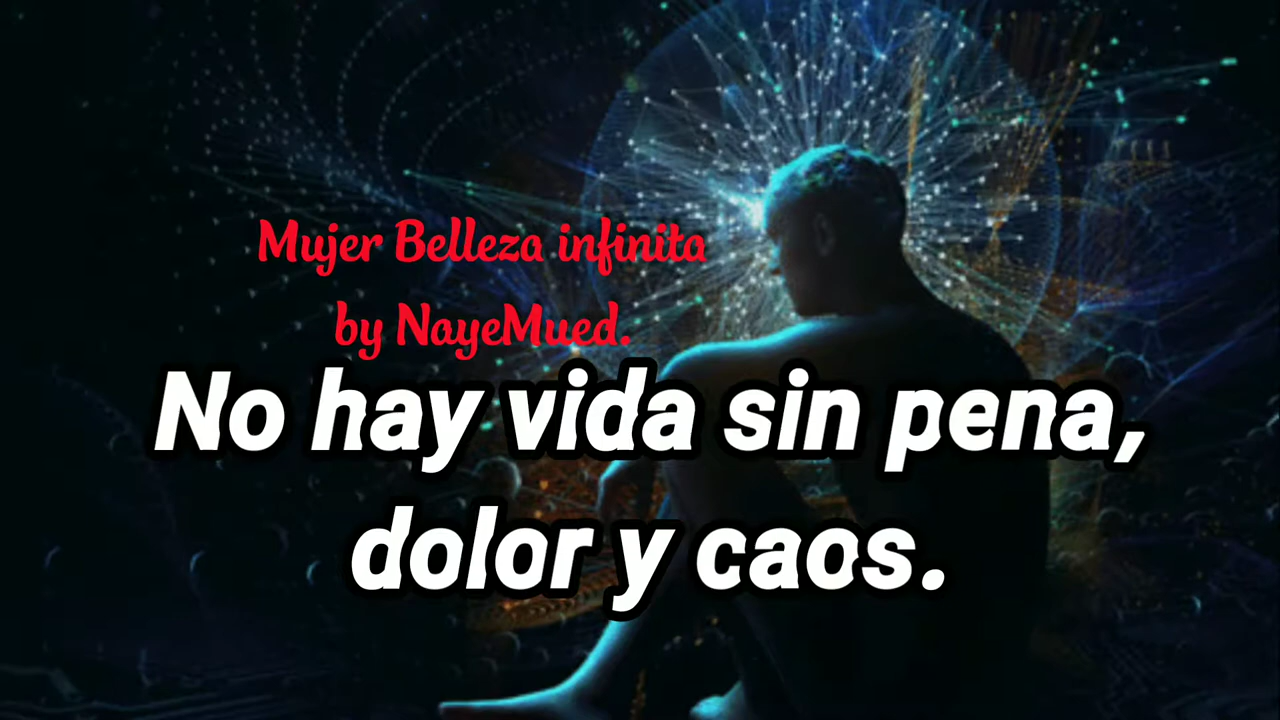 Mujer Belleza infinita
by NayeMued.
No hay vida sin pena,
dolor y caos.